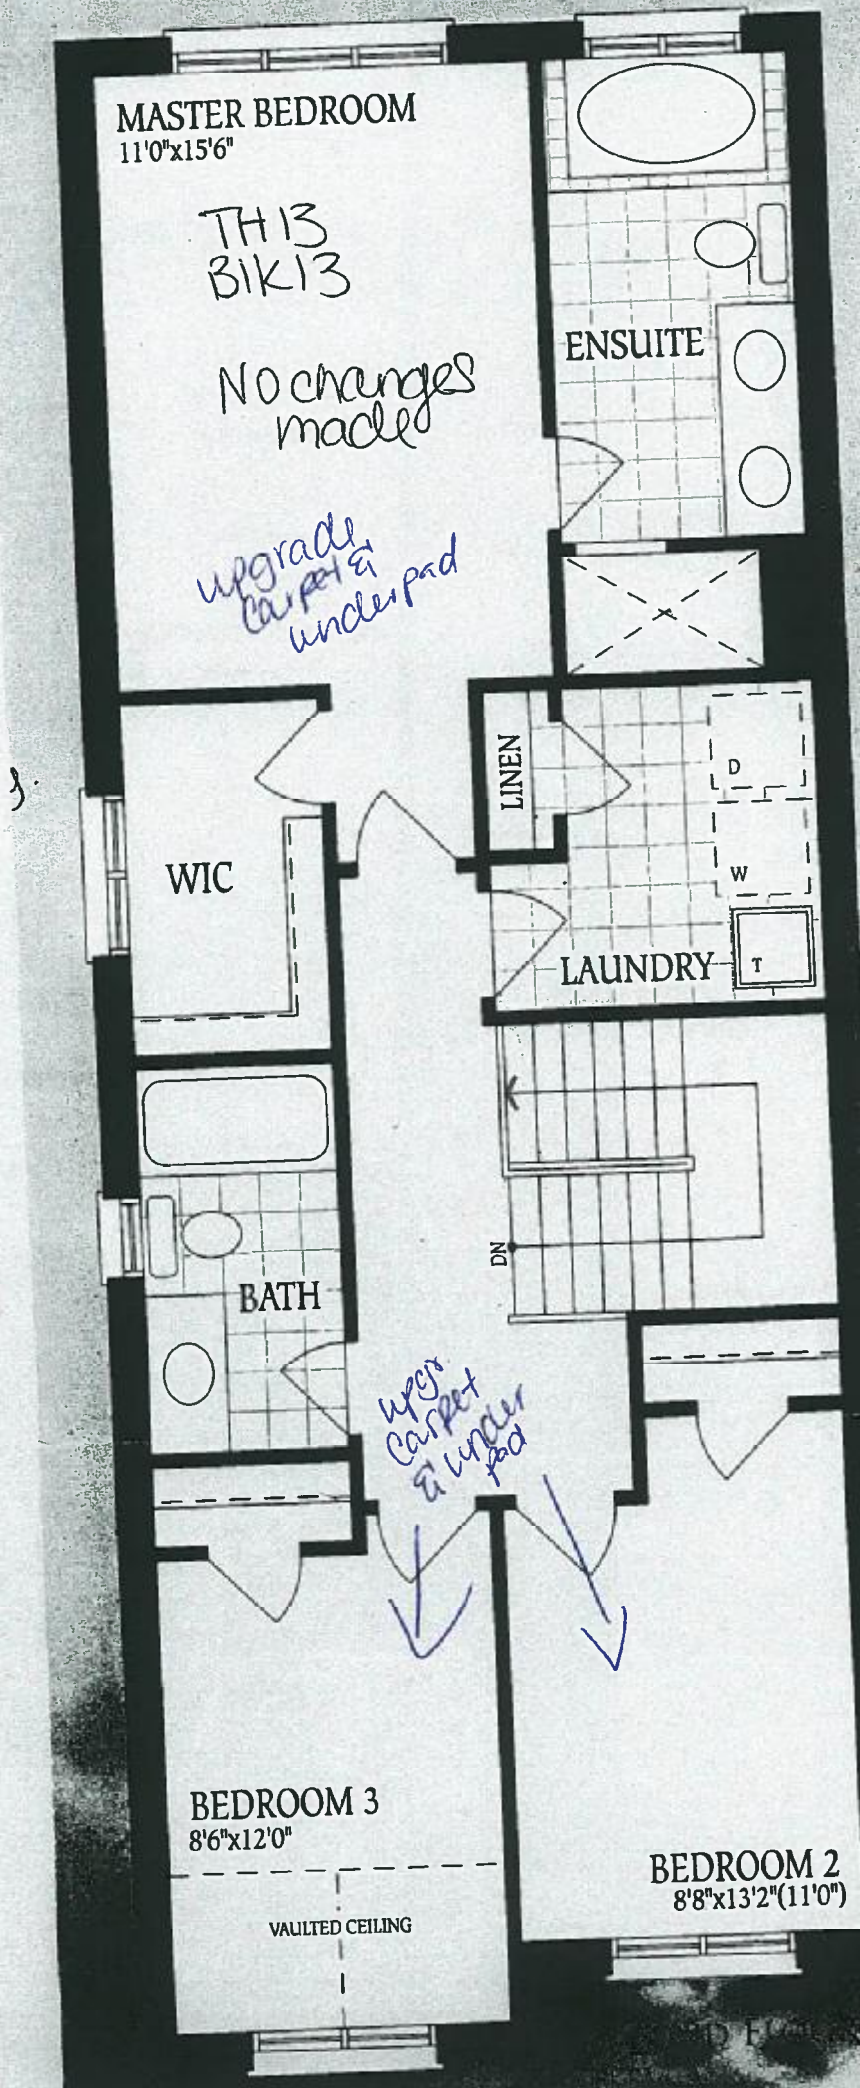 MASTER BEDROOM
11'0"x15'6"
TH13
BlK13
NO changes
made
upgrade
carpet &
underpad
ENSUITE
LINEN
D
W
T
WIC
LAUNDRY
DN
BATH
upgr.
carpet
& under
pad
BEDROOM 3
8'6"x12'0"
VAULTED CEILING
BEDROOM 2
8'8"x13'2"(11'0")